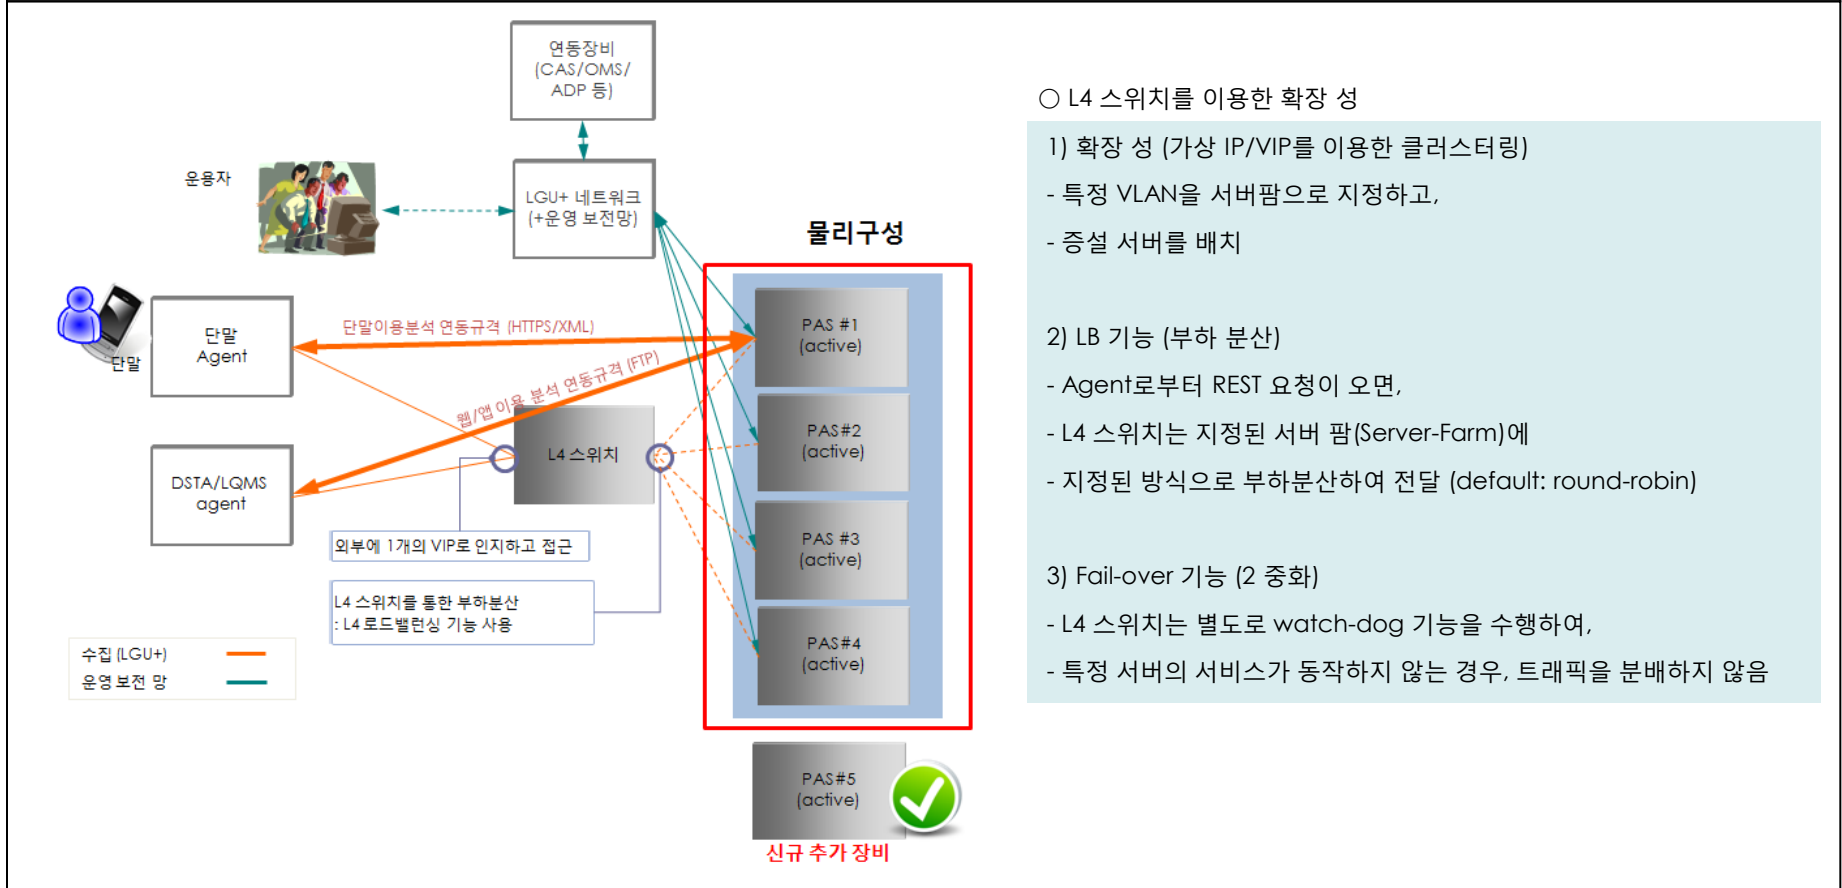 연동장비
(CAS/OMS/
ADP 등)
운용자
LGU+ 네트워크
(+운영 보전망)
물리구성
단말
단말
Agent
단말이용분석 연동규격 (HTTPS/XML)
웹/앱 이용 분석 연동규격 (FTP)
PAS #1
(active)
PAS#2
(active)
L4 스위치
DSTA/LQMS
agent
PAS #3
(active)
외부에 1개의 VIP로 인지하고 접근
L4 스위치를 통한 부하분산
: L4 로드밸런싱 기능 사용
PAS#4
(active)
수집 (LGU+)
운영 보전 망
PAS#5
(active)
신규 추가 장비
○ L4 스위치를 이용한 확장 성
1) 확장 성 (가상 IP/VIP를 이용한 클러스터링)
- 특정 VLAN을 서버팜으로 지정하고,
- 증설 서버를 배치
2) LB 기능 (부하 분산)
- Agent로부터 REST 요청이 오면,
- L4 스위치는 지정된 서버 팜(Server-Farm)에
- 지정된 방식으로 부하분산하여 전달 (default: round-robin)
3) Fail-over 기능 (2 중화)
- L4 스위치는 별도로 watch-dog 기능을 수행하여,
- 특정 서버의 서비스가 동작하지 않는 경우, 트래픽을 분배하지 않음